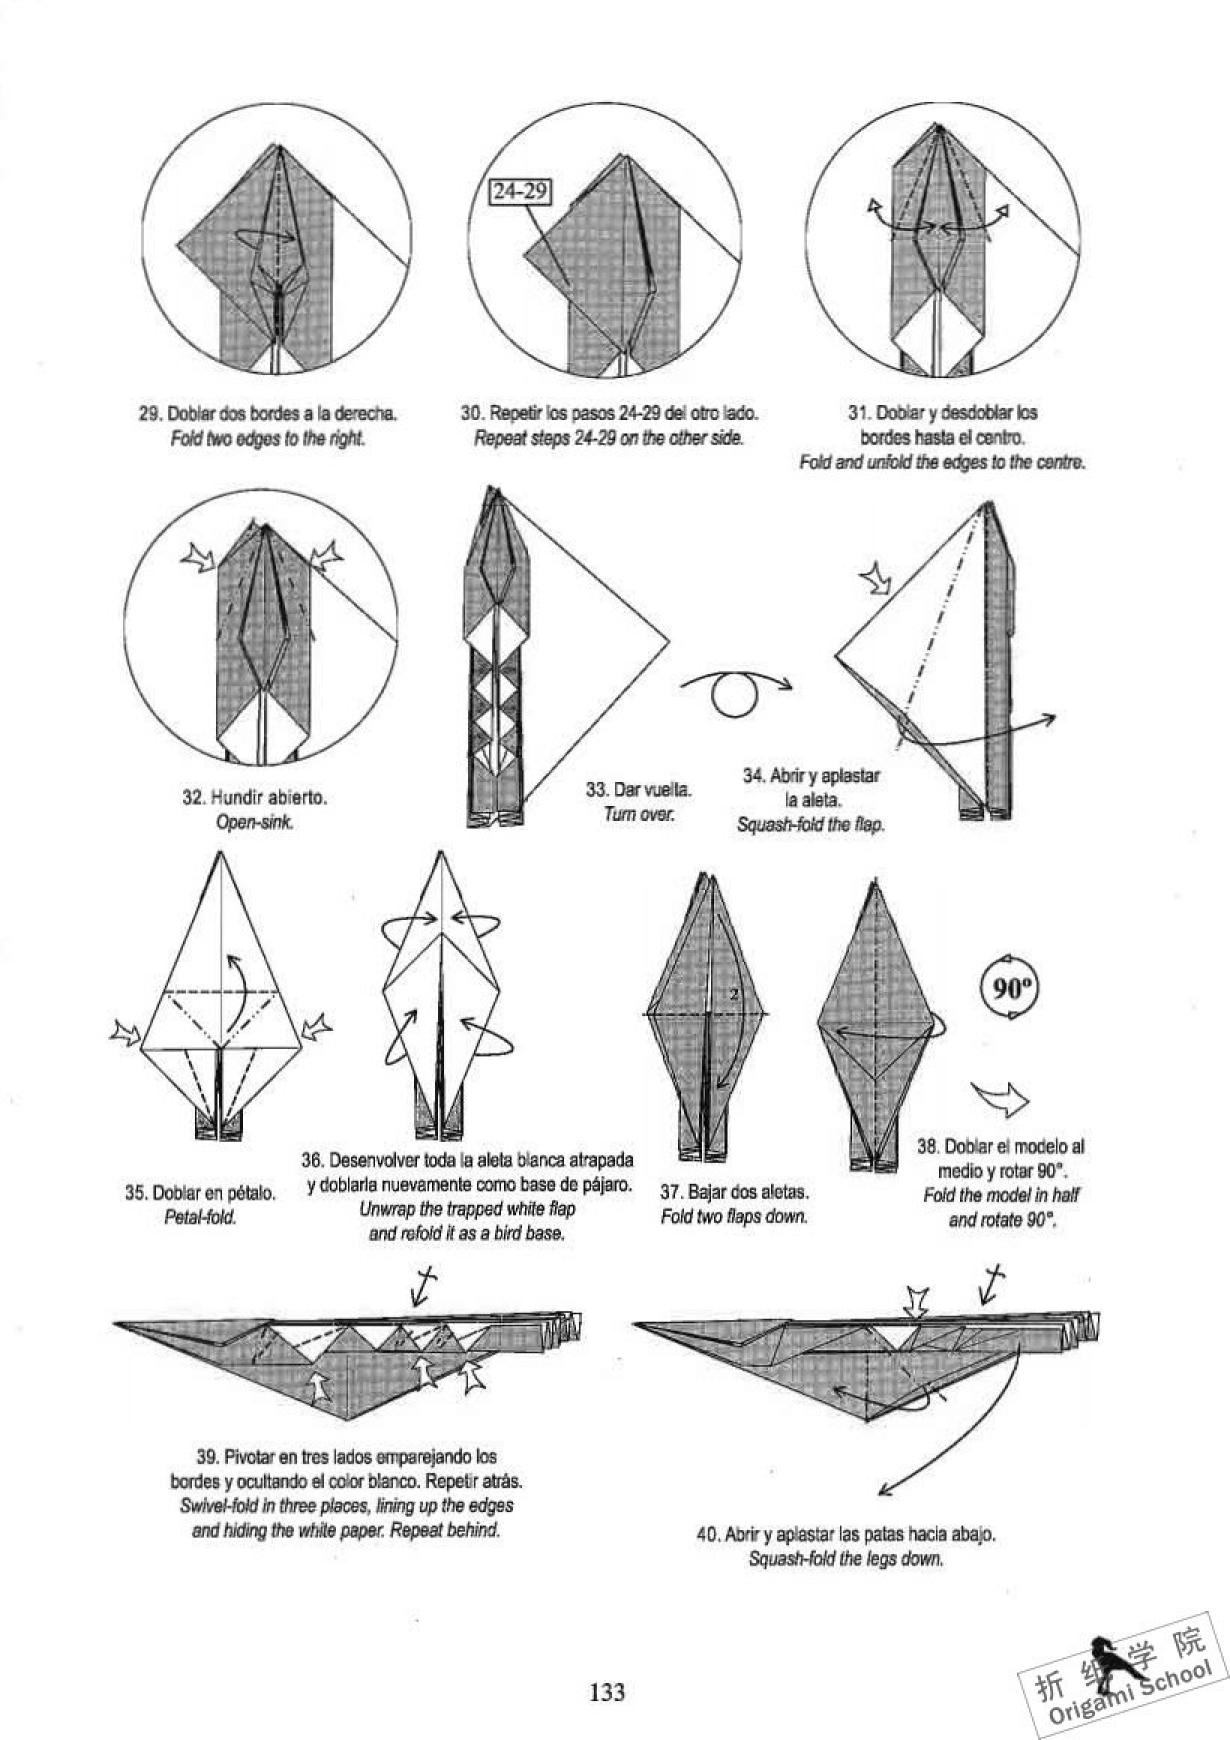 24-29
29. Doblar dos bordes a la derecha.
Fold two edges to the right.
30. Repetir los pasos 24-29 del otro lado.
Repeat steps 24-29 on the other side.
31. Doblar y desdoblar los
bordes hasta el centro.
Fold and unfold the edges to the centre.
32. Hundir abierto.
Open-sink.
33. Dar vuelta.
Turn over.
34. Abrir y aplastar
la aleta.
Squash-fold the flap.
35. Doblar en pétalo.
Petal-fold.
36. Desenvolver toda la aleta blanca atrapada
y doblarla nuevamente como base de pájaro.
Unwrap the trapped white flap
and refold it as a bird base.
2
37. Bajar dos aletas.
Fold two flaps down.
90°
38. Doblar el modelo al
medio y rotar 90°.
Fold the model in half
and rotate 90°.
39. Pivotar en tres lados emparejando los
bordes y ocultando el color blanco. Repetir atrás.
Swivel-fold in three places, lining up the edges
and hiding the white paper. Repeat behind.
40. Abrir y aplastar las patas hacia abajo.
Squash-fold the legs down.
133
折纸学院
Origami School